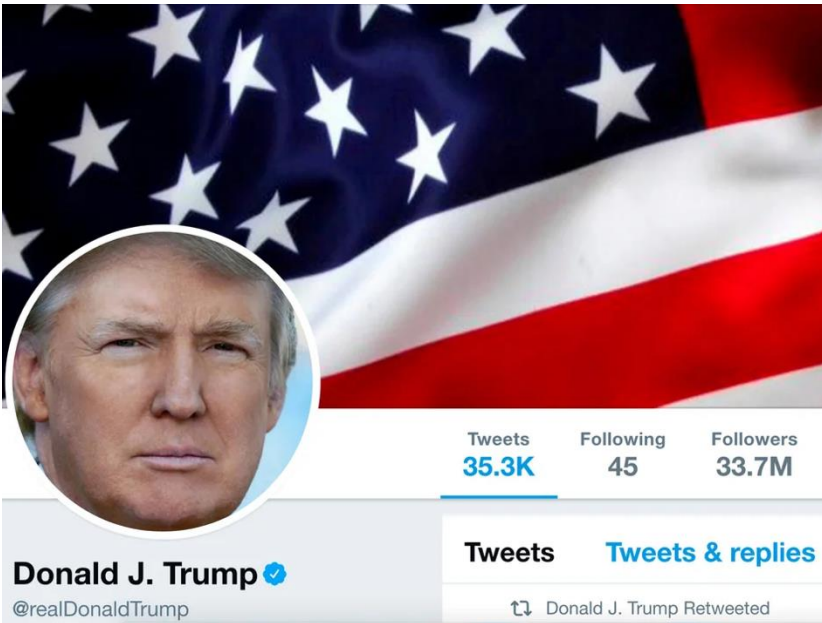 Tweets Following Followers
35.3K 45 33.7M
Donald J. Trump
@realDonaldTrump
Tweets Tweets & replies
Donald J. Trump Retweeted